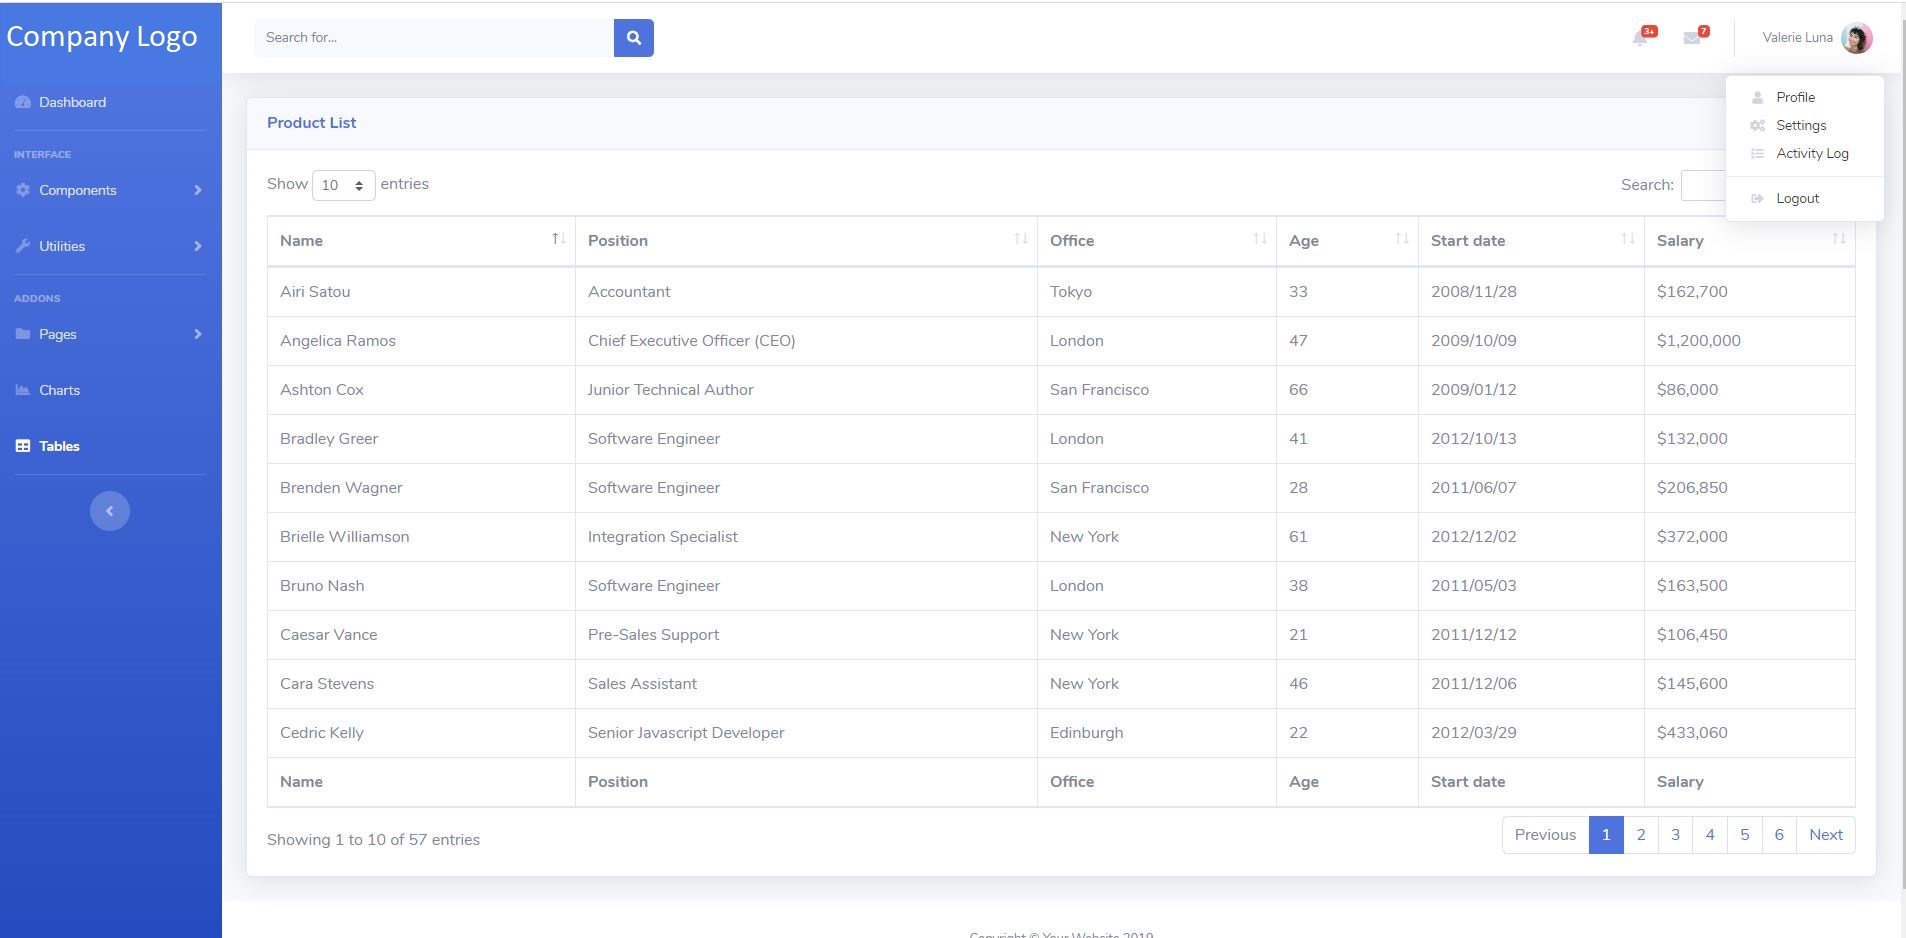 Company Logo
Search for...
3+
7
Valerie Luna
Profile
Settings
Activity Log
Logout
Dashboard
INTERFACE
Components
Utilities
ADDONS
Pages
Charts
Tables
Product List
Show 10 entries
Search:
Name Position Office Age Start date Salary
Airi Satou Accountant Tokyo 33 2008/11/28 $162,700
Angelica Ramos Chief Executive Officer (CEO) London 47 2009/10/09 $1,200,000
Ashton Cox Junior Technical Author San Francisco 66 2009/01/12 $86,000
Bradley Greer Software Engineer London 41 2012/10/13 $132,000
Brenden Wagner Software Engineer San Francisco 28 2011/06/07 $206,850
Brielle Williamson Integration Specialist New York 61 2012/12/02 $372,000
Bruno Nash Software Engineer London 38 2011/05/03 $163,500
Caesar Vance Pre-Sales Support New York 21 2011/12/12 $106,450
Cara Stevens Sales Assistant New York 46 2011/12/06 $145,600
Cedric Kelly Senior Javascript Developer Edinburgh 22 2012/03/29 $433,060
Name Position Office Age Start date Salary
Showing 1 to 10 of 57 entries
Previous 1 2 3 4 5 6 Next
Copyright © Your Website 2019